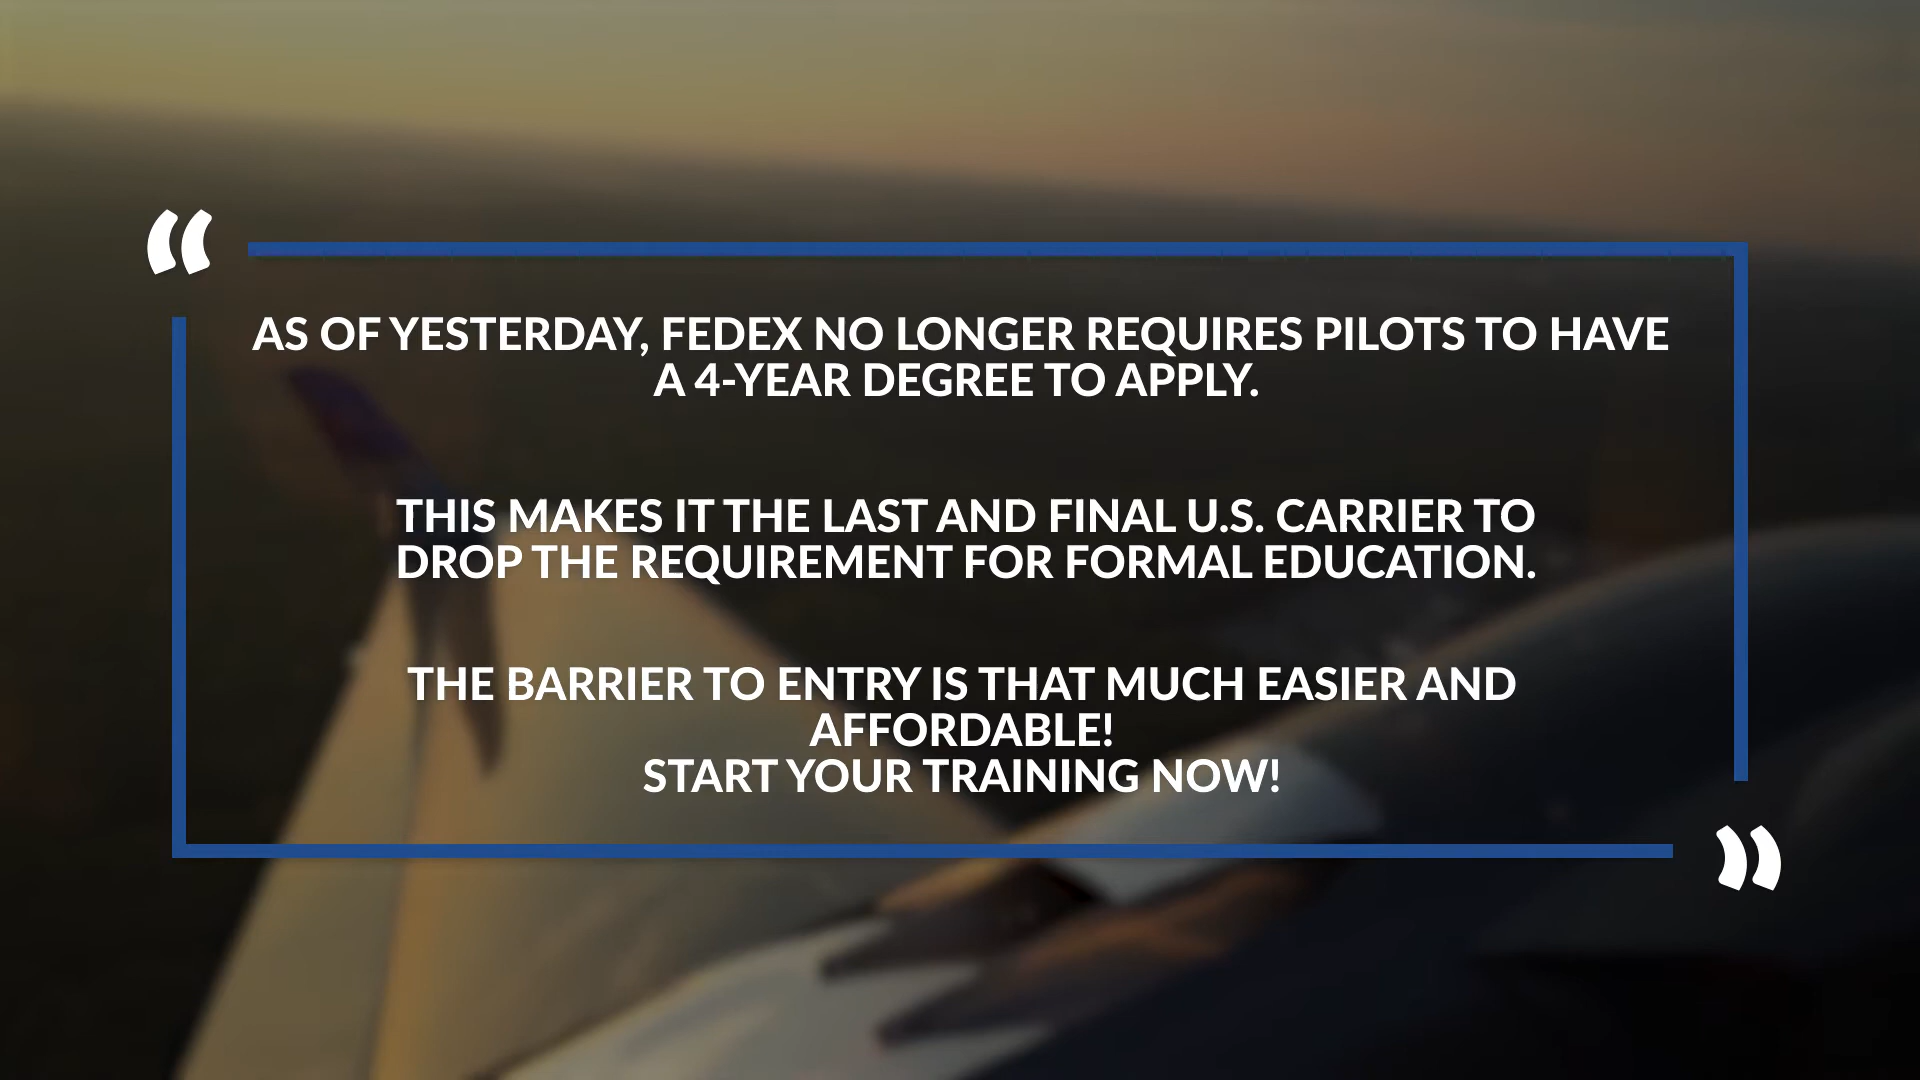 “
AS OF YESTERDAY, FEDEX NO LONGER REQUIRES PILOTS TO HAVE
A 4-YEAR DEGREE TO APPLY.
THIS MAKES IT THE LAST AND FINAL U.S. CARRIER TO
DROP THE REQUIREMENT FOR FORMAL EDUCATION.
THE BARRIER TO ENTRY IS THAT MUCH EASIER AND
AFFORDABLE!
START YOUR TRAINING NOW!
”